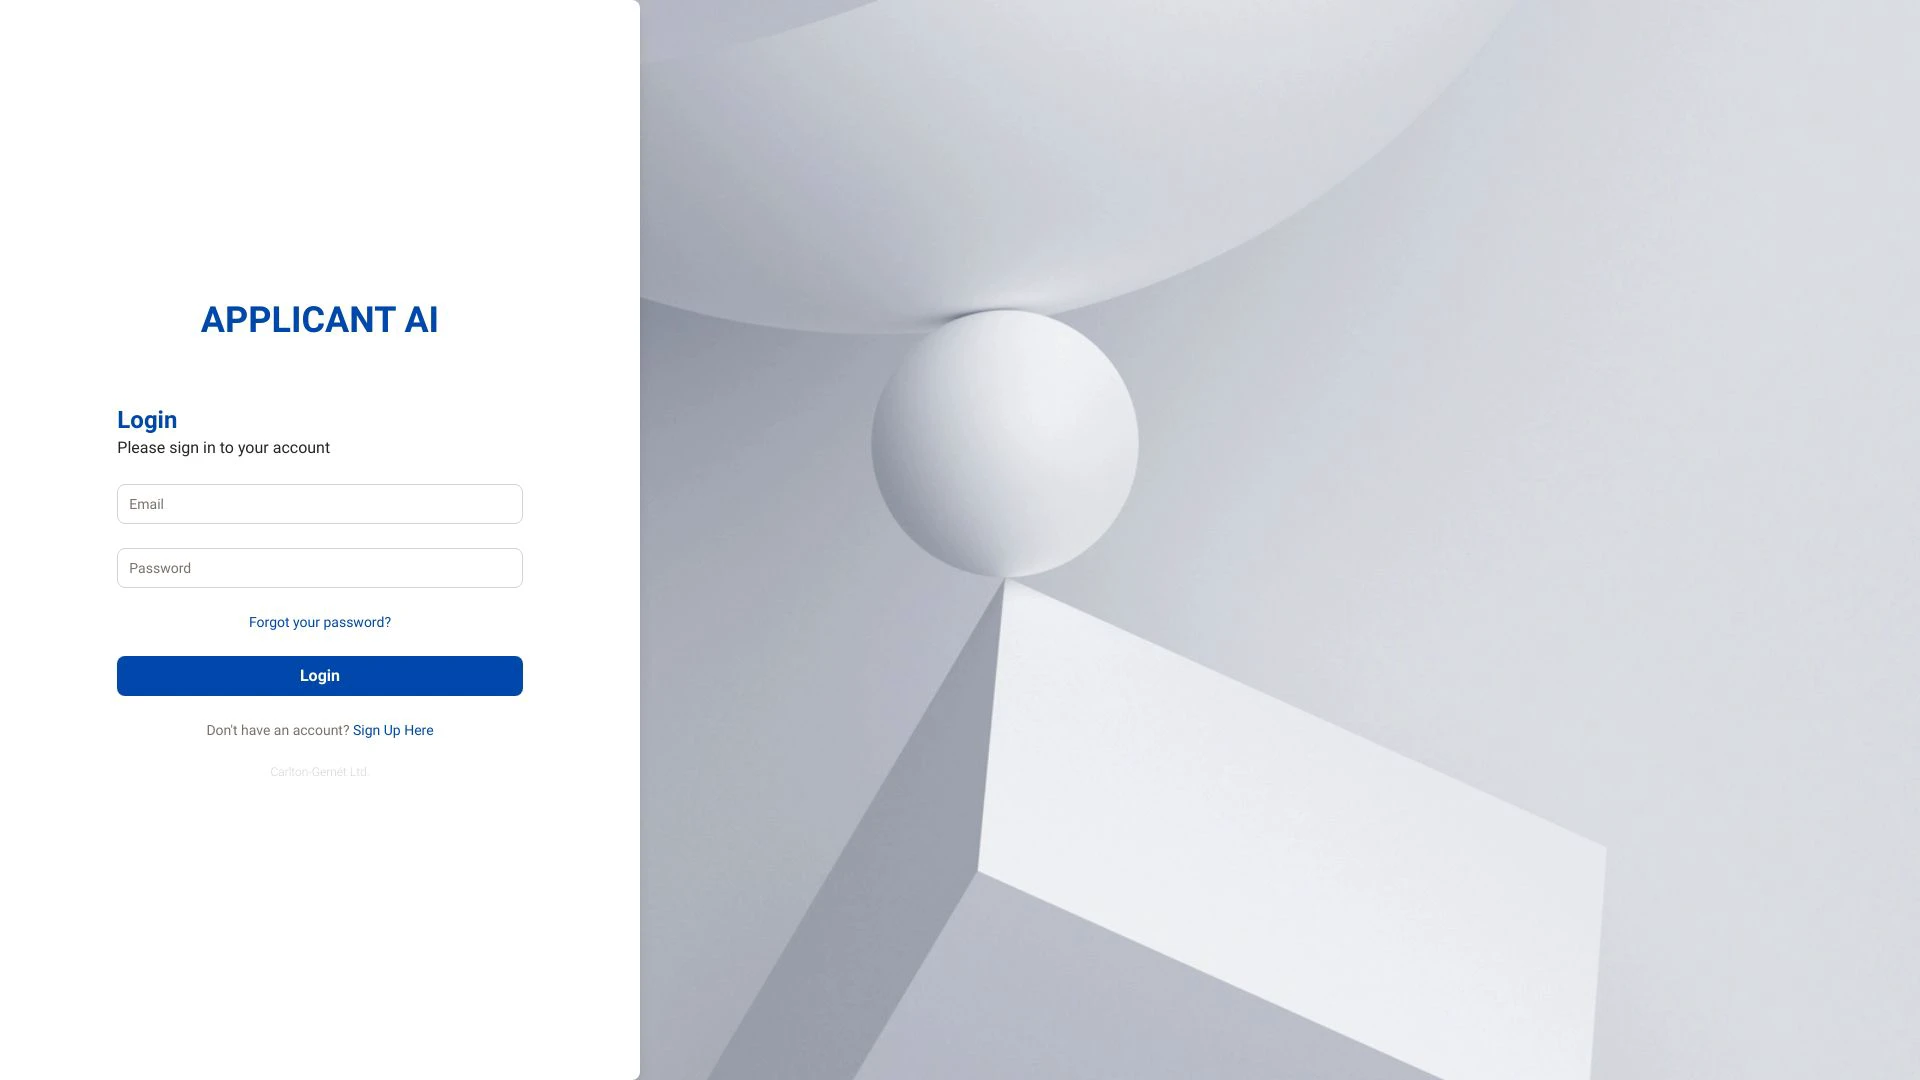 APPLICANT AI
Login
Please sign in to your account
Email
Password
Forgot your password?
Login
Don't have an account? Sign Up Here
Carlton-Gernet Ltd.